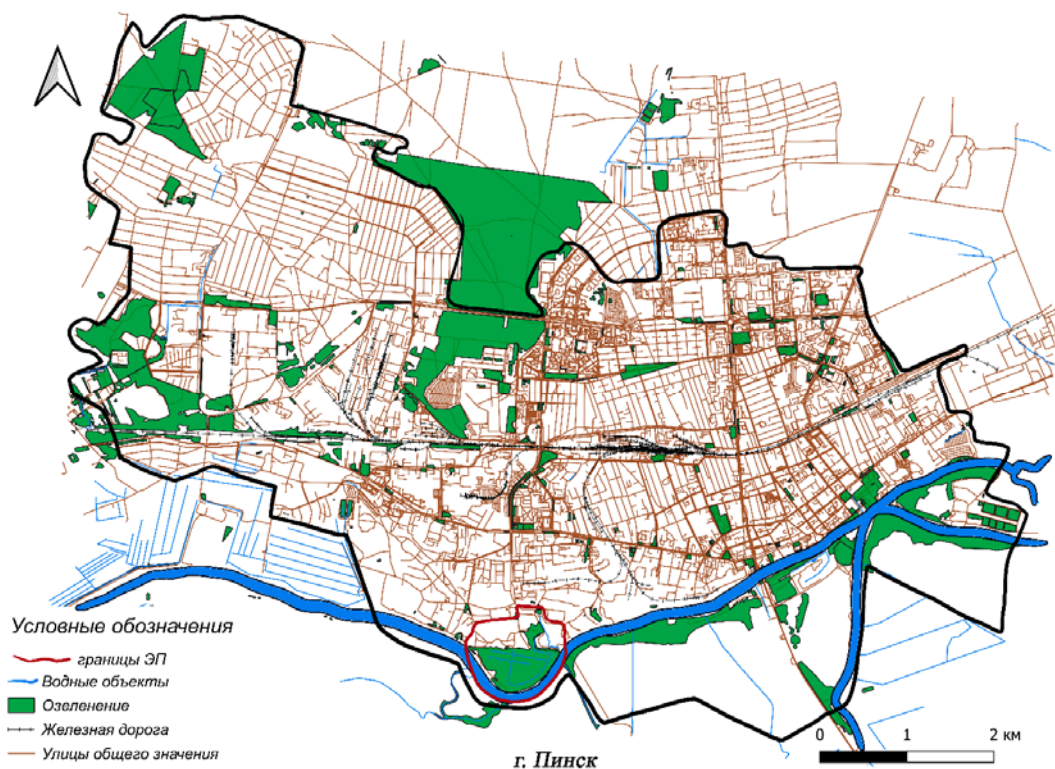 Условные обозначения
границы ЭП
Водные объекты
Озеленение
Железная дорога
Улицы общего значения
г. Пинск
0 1 2 км